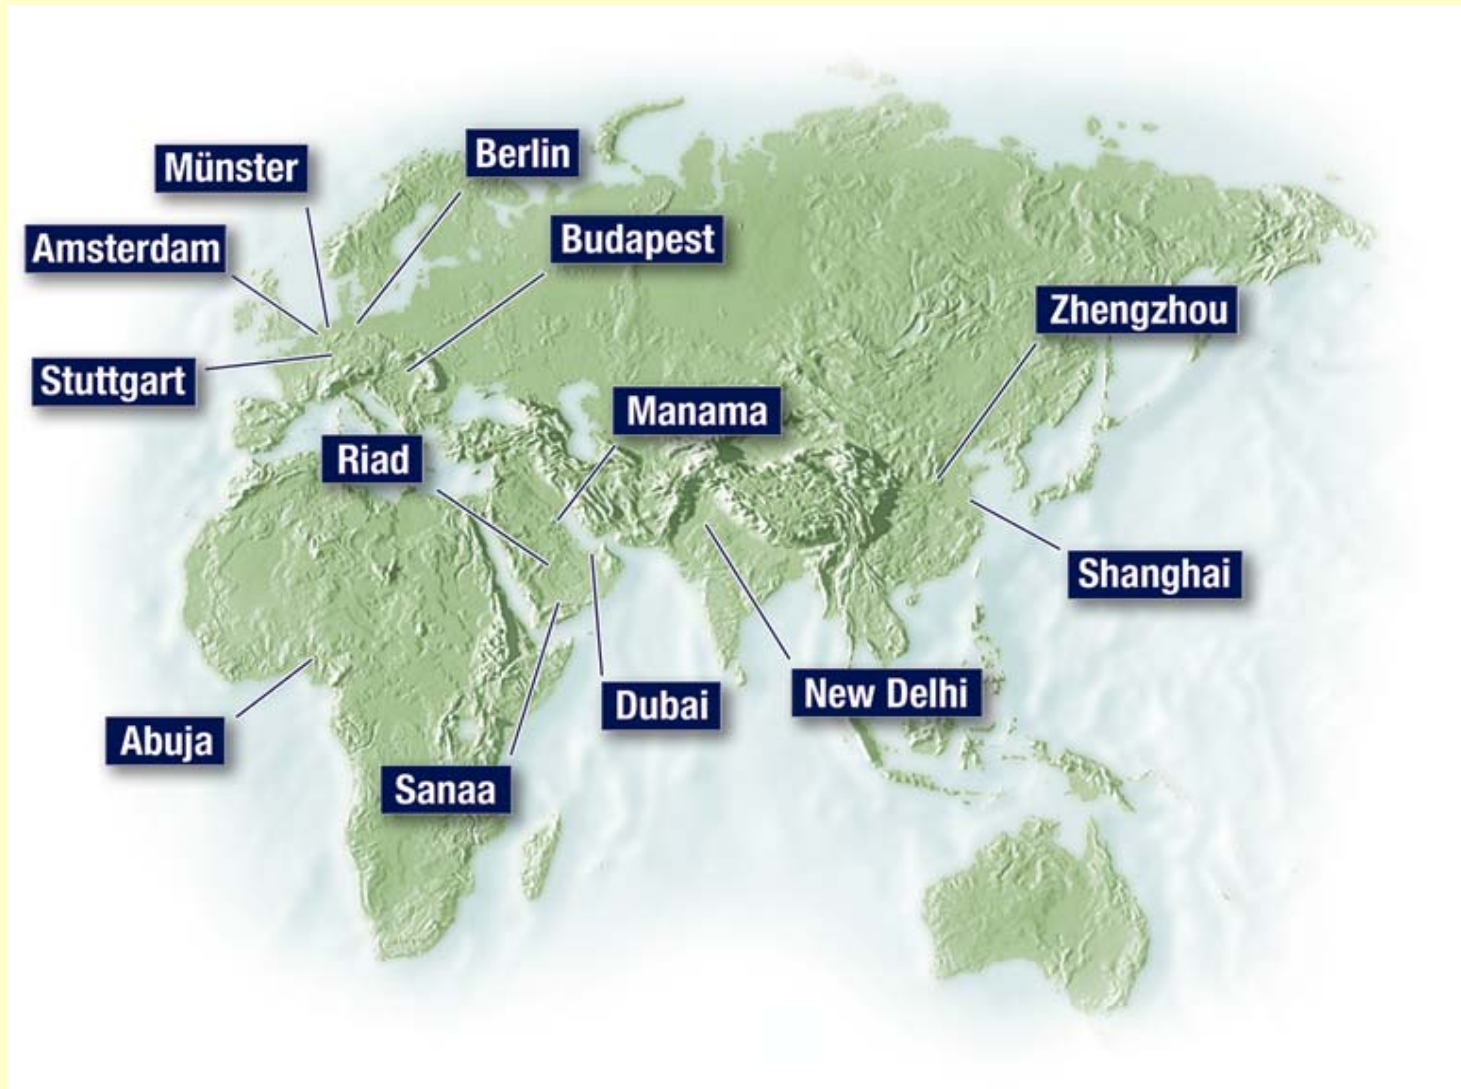 Berlin
Münster
Amsterdam
Budapest
Zhengzhou
Stuttgart
Manama
Riad
Shanghai
New Delhi
Dubai
Abuja
Sanaa